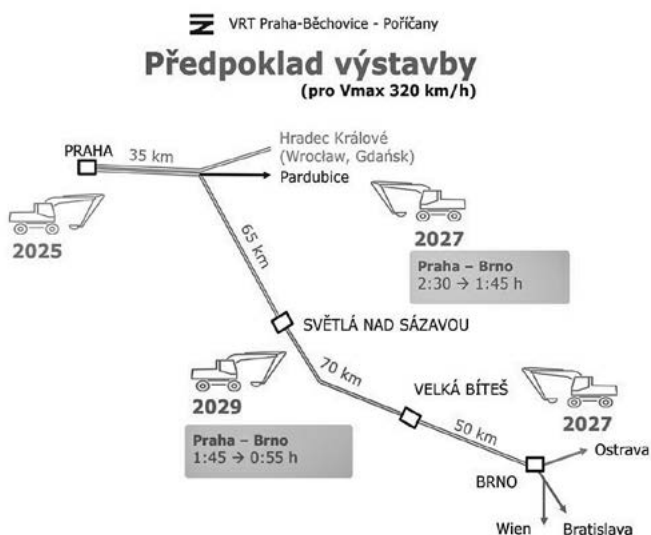 VRT Praha-Běchovice - Poříčany
Předpoklad výstavby
(pro Vmax 320 km/h)
PRAHA
35 km
Hradec Králové
(Wrocław, Gdańsk)
Pardubice
2025
2027
Praha – Brno
2:30 → 1:45 h
65 km
SVĚTLÁ NAD SÁZAVOU
70 km
2029
Praha – Brno
1:45 → 0:55 h
VELKÁ BÍTEŠ
2027
50 km
BRNO
Ostrava
Wien
Bratislava